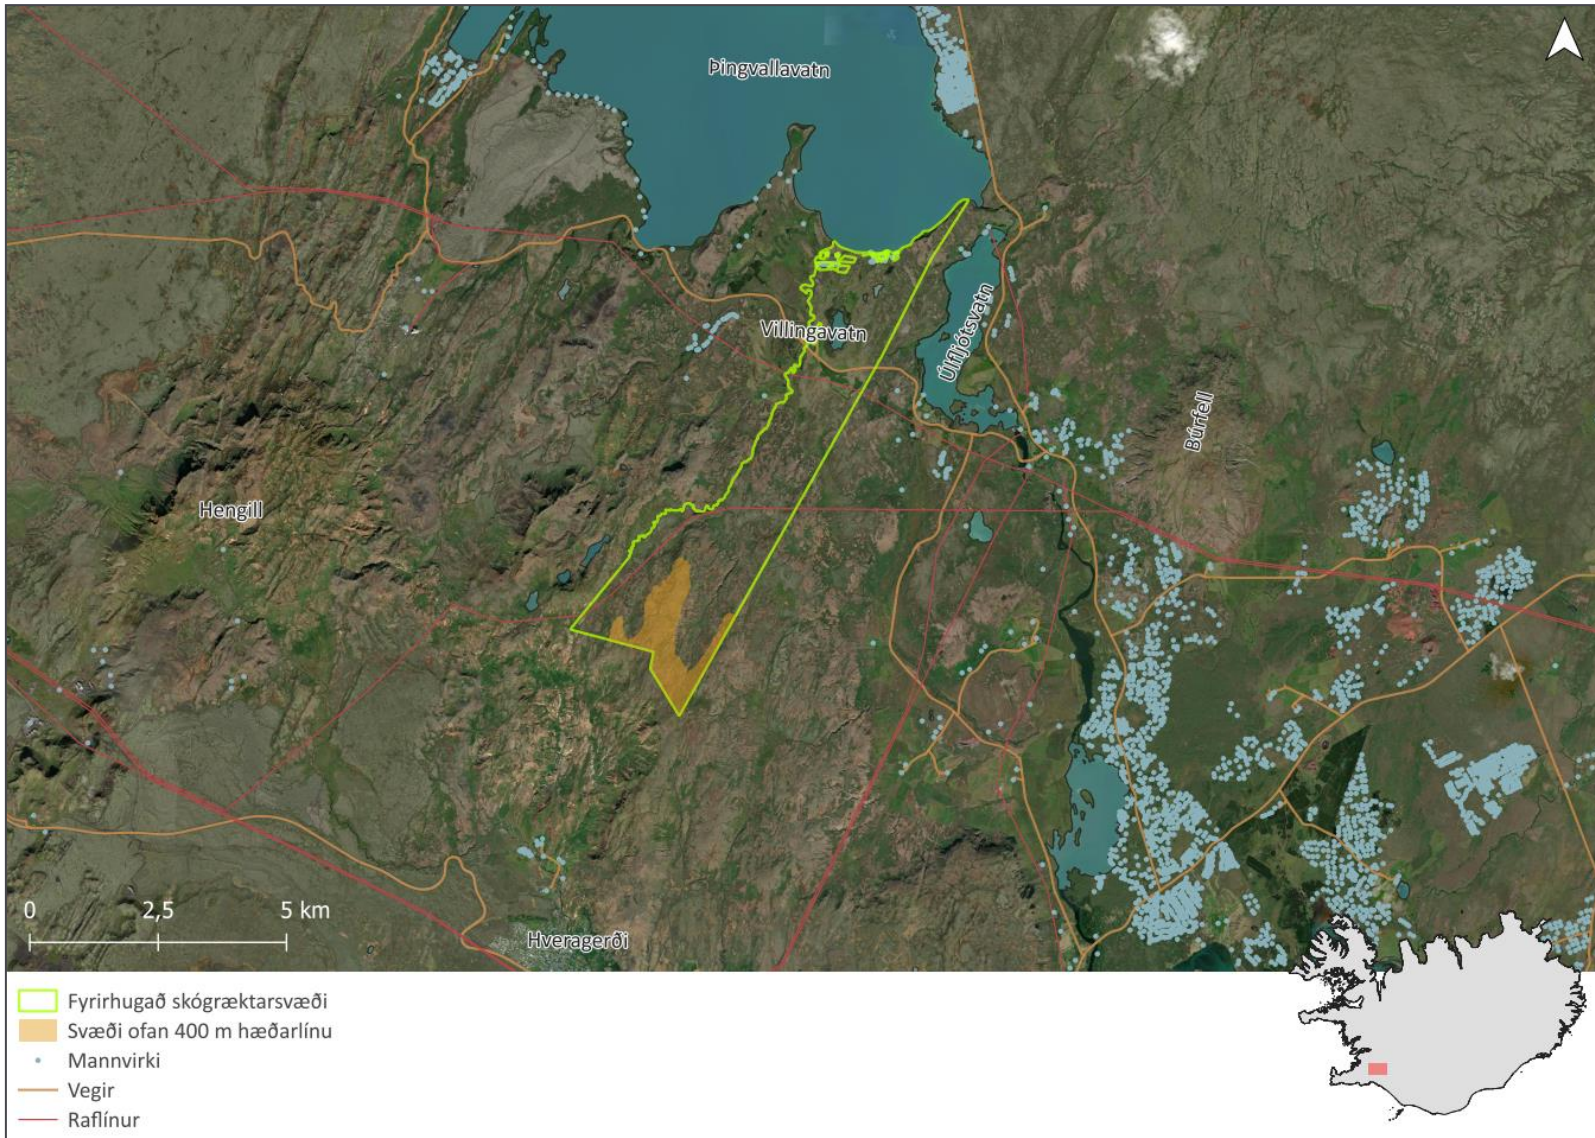 Þingvallavatn
Villingavatn
Úlfljótsvatn
Búrfell
Hengill
0 2,5 5 km
Hveragerði
Fyrirhugað skógræktarsvæði
Svæði ofan 400 m hæðarlínu
Mannvirki
Vegir
Raflínur